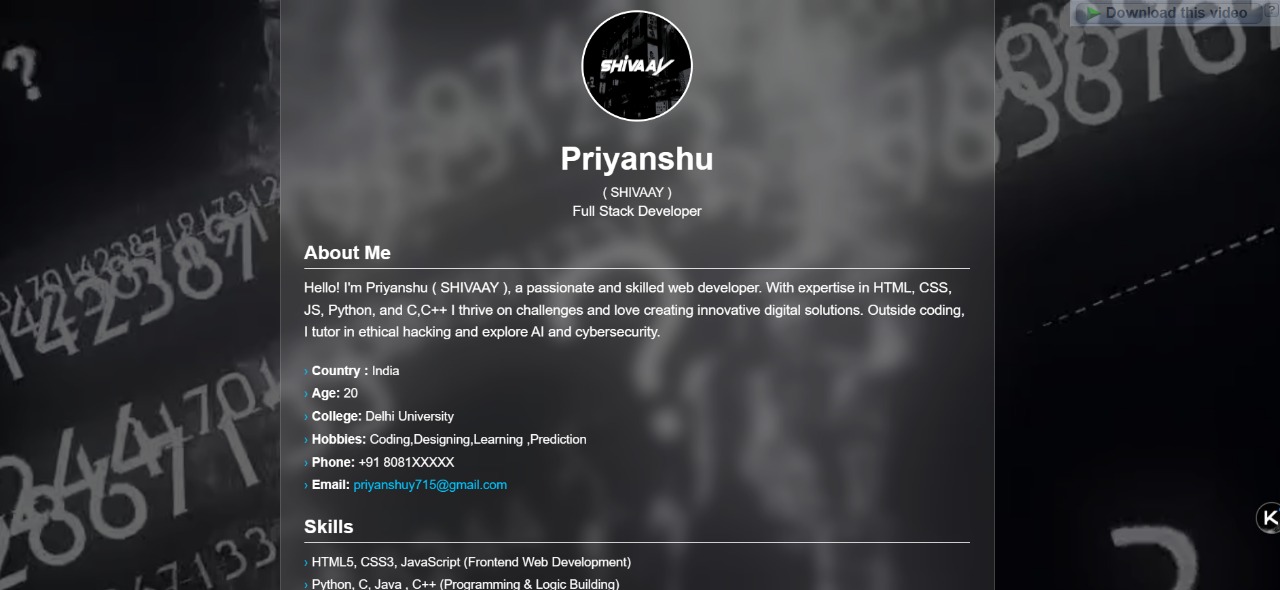 Download this video
?
SHIVAAY
Priyanshu
( SHIVAAY )
Full Stack Developer
About Me
Hello! I'm Priyanshu ( SHIVAAY ), a passionate and skilled web developer. With expertise in HTML, CSS,
JS, Python, and C,C++ I thrive on challenges and love creating innovative digital solutions. Outside coding,
I tutor in ethical hacking and explore AI and cybersecurity.
› Country : India
› Age: 20
› College: Delhi University
› Hobbies: Coding,Designing,Learning ,Prediction
› Phone: +91 8081XXXXX
› Email: priyanshuy715@gmail.com
K
Skills
› HTML5, CSS3, JavaScript (Frontend Web Development)
› Python, C, Java , C++ (Programming & Logic Building)